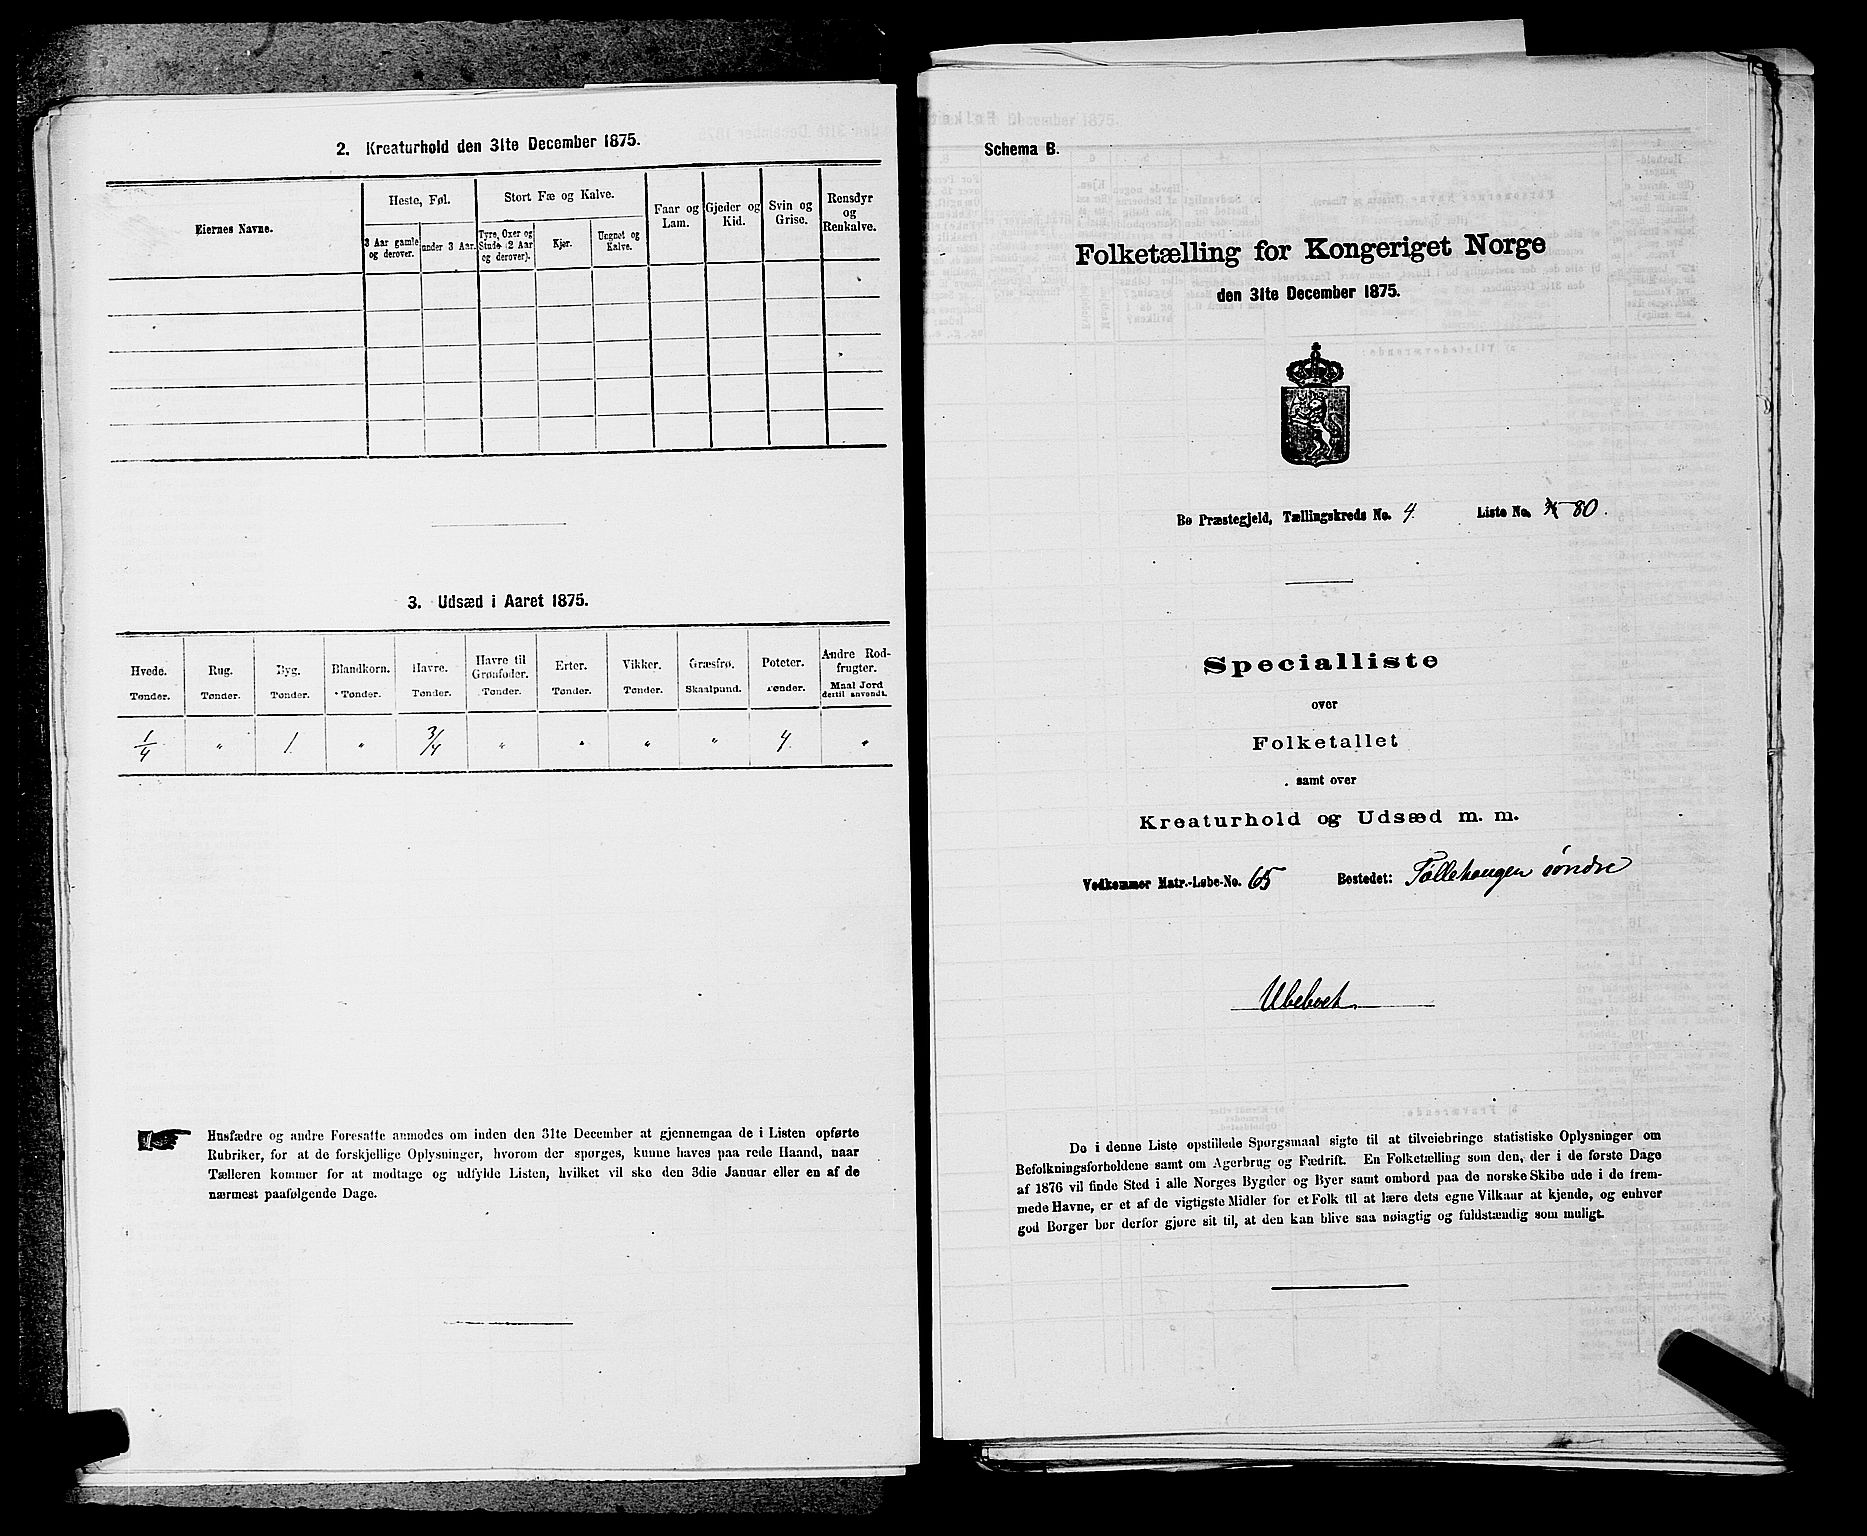 2. Kreaturhold den 31te December 1875.
Eiernes Navne.
Heste, Føl.
Stort Fæ og Kalve.
Faar og Lam.
Gjeder og Kid.
Svin og Grise.
Rensdyr og Renkalve.
3 Aar gamle og derover.
under 3 Aar.
Tyre, Oxer og Stude (2 Aar og derover).
Kjør.
Ungnet og Kalve.
3. Udsæd i Aaret 1875.
Hvede. Rug. Byg. Blandkorn. Havre. Havre til Grønfoder. Erter. Vikker. Græsfrø. Poteter. Andre Rodfrugter.
Tønder. Tønder. Tønder. Tønder. Tønder. Tønder. Tønder. Tønder. Skaalpund. Tønder. Maal Jord dertil anvendt.
1/4 " 1 " 3/4 " " " " 4 "
Husfædre og andre Foresatte anmodes om inden den 31te December at gjennemgaa de i Listen opførte
Rubriker, for at de forskjellige Oplysninger, hvorom der spørges, kunne haves paa rede Haand, naar
Tælleren kommer for at modtage og udfylde Listen, hvilket vil ske den 3die Januar eller en af de
nærmest paafølgende Dage.
Schema B.
Folketælling for Kongeriget Norge
den 31te December 1875.
Bø Præstegjeld, Tællingskreds No. 4. Liste No. 80.
Specialliste
over
Folketallet
samt over
Kreaturhold og Udsæd m. m.
Vedkommer Matr.-Løbe-No. 65 Bostedet: Tøllehaugen søndre
Ubeboet.
De i denne Liste opstillede Spørgsmaal sigte til at tilveiebringe statistiske Oplysninger om
Befolkningsforholdene samt om Agerbrug og Fædrift. En Folketælling som den, der i de første Dage
af 1876 vil finde Sted i alle Norges Bygder og Byer samt ombord paa de norske Skibe ude i de frem-
mede Havne, er et af de vigtigste Midler for et Folk til at lære dets egne Vilkaar at kjende, og enhver
god Borger bør derfor gjøre sit til, at den kan blive saa nøiagtig og fuldstændig som muligt.